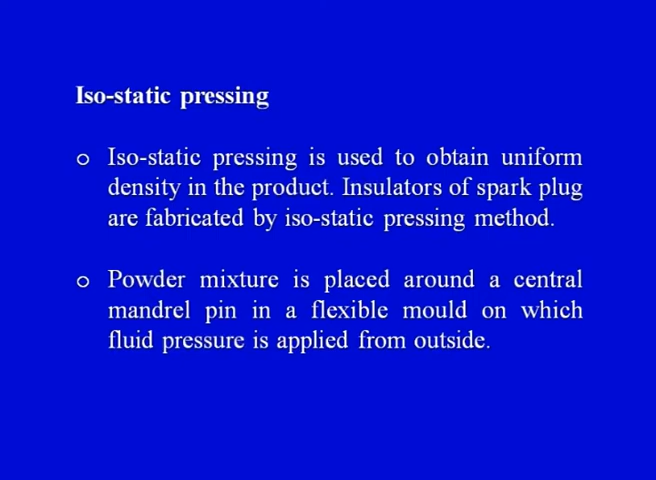 Iso-static pressing
o Iso-static pressing is used to obtain uniform
density in the product. Insulators of spark plug
are fabricated by iso-static pressing method.
o Powder mixture is placed around a central
mandrel pin in a flexible mould on which
fluid pressure is applied from outside.